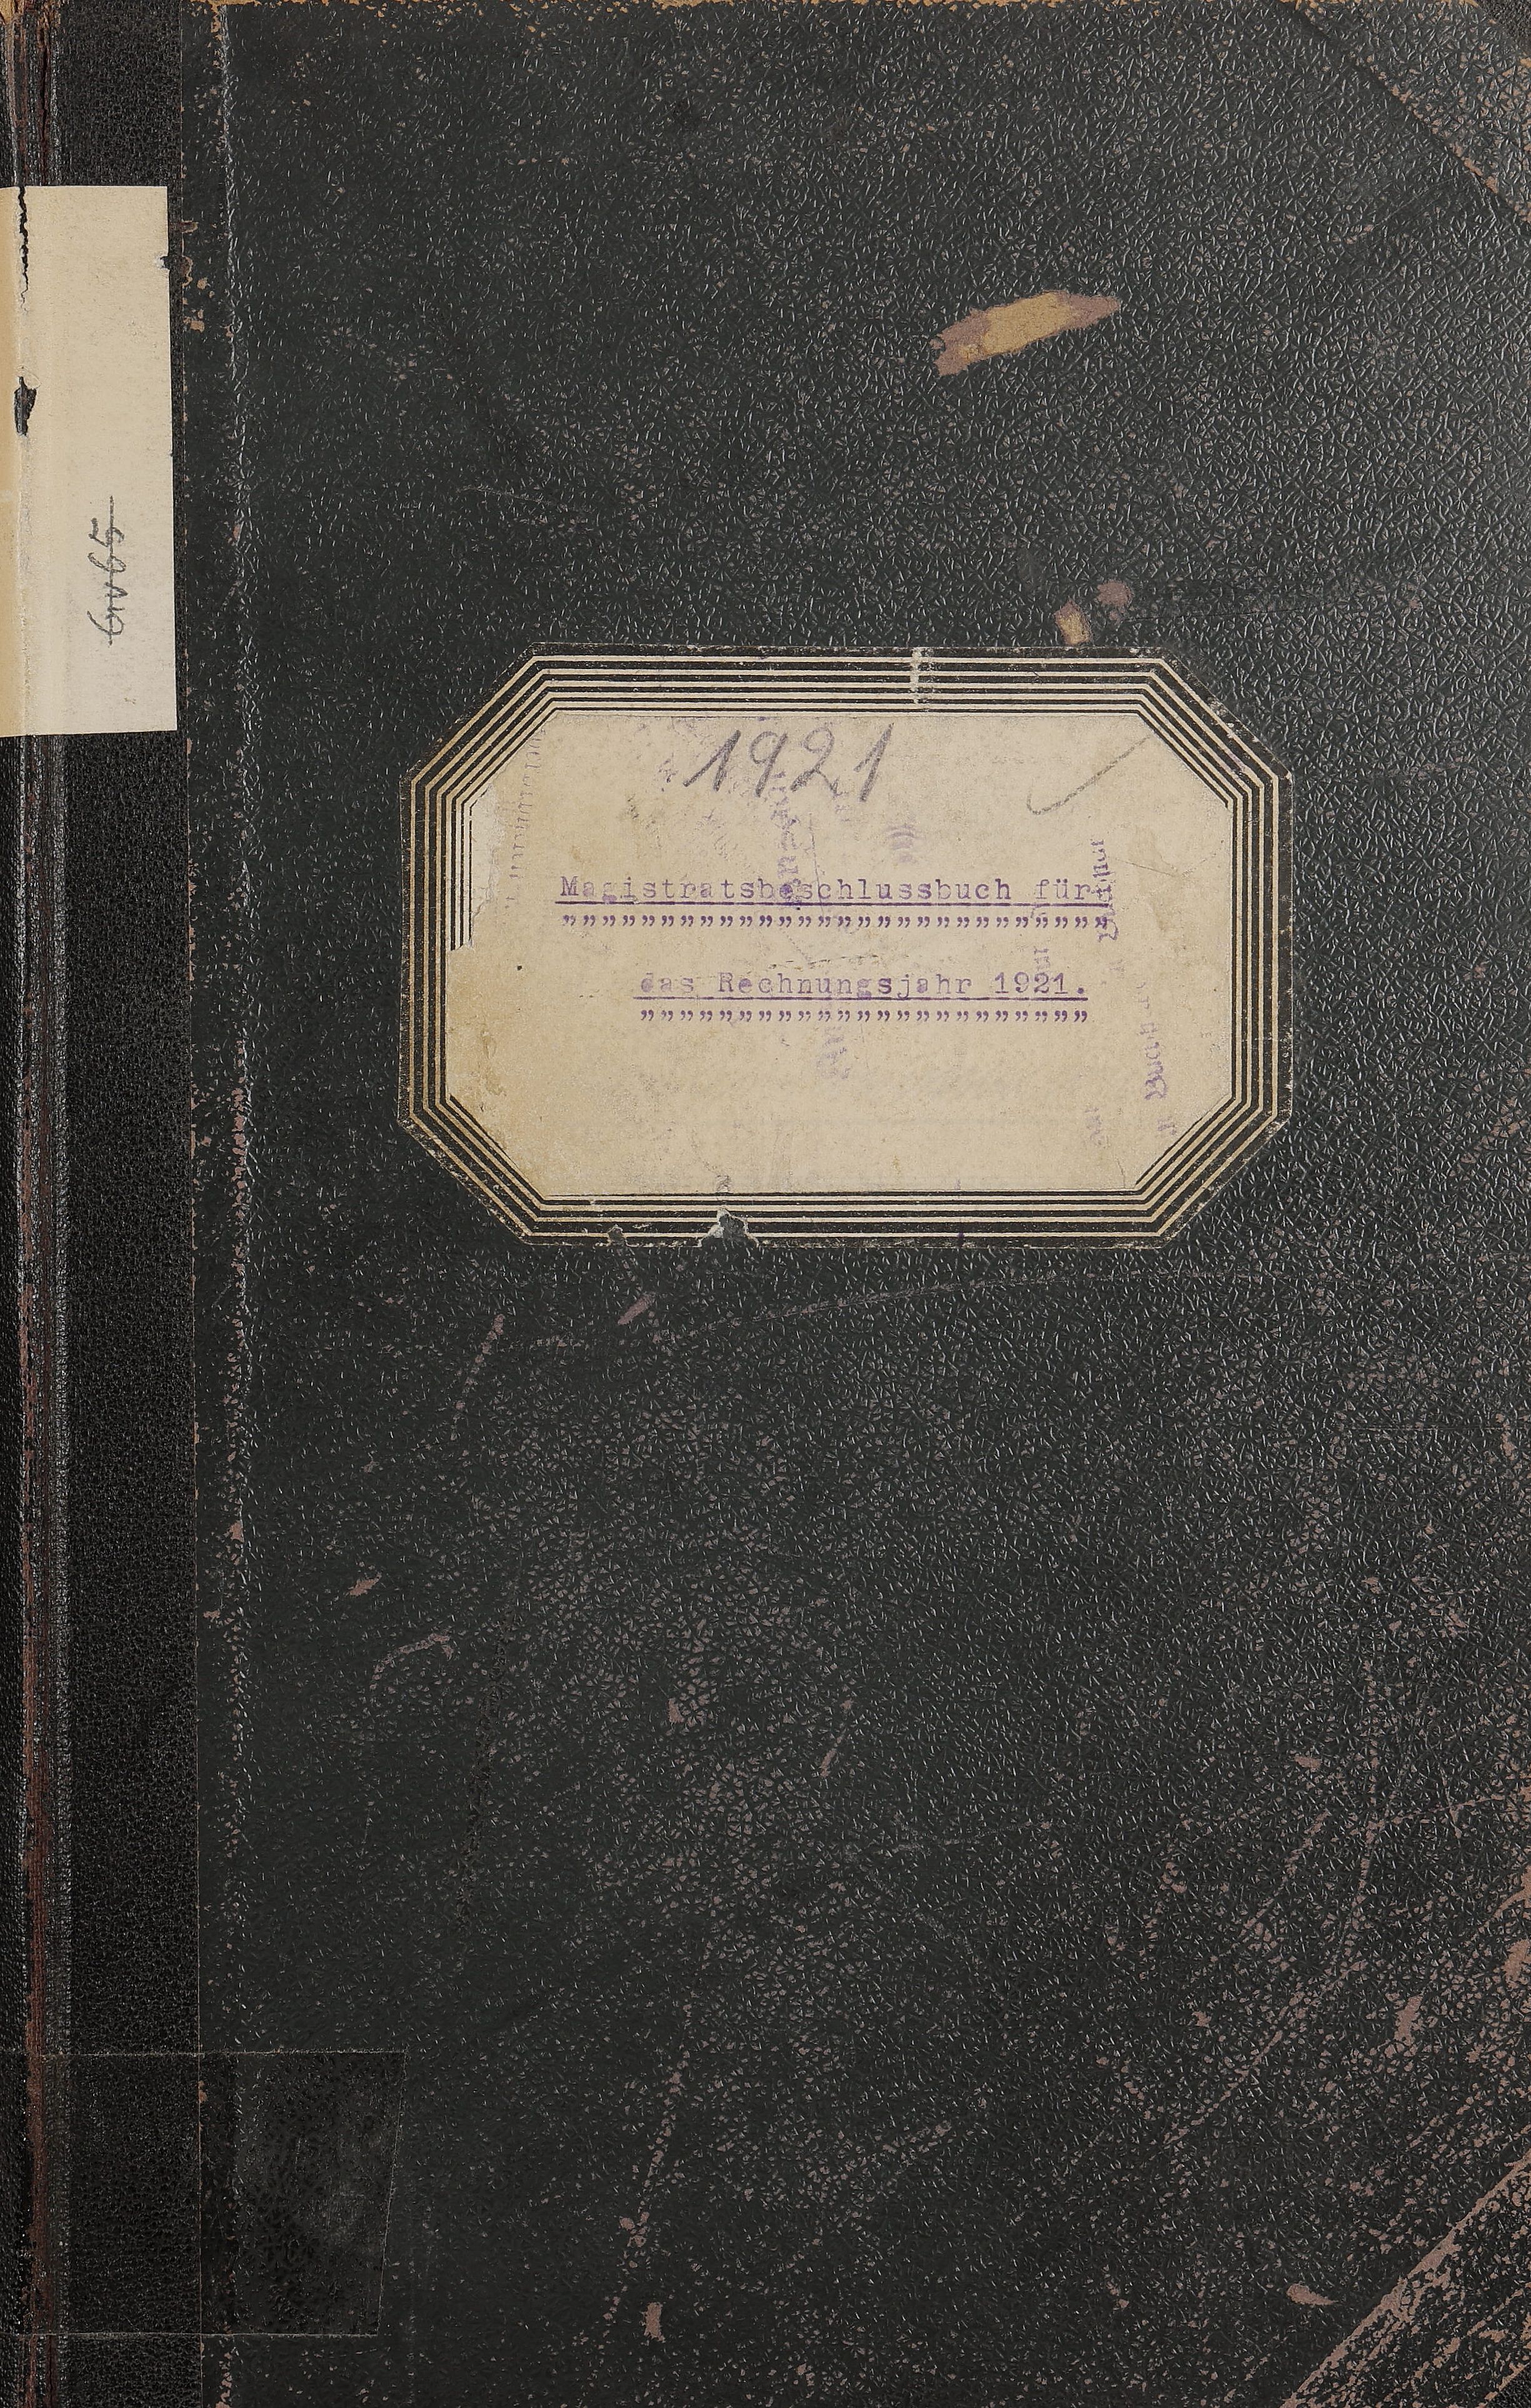 1921
Magistratsbeschlussbuch für
""""""""""""""""""""""""""""
das Rechnungsjahr 1921.
"""""""""""""""""""""""